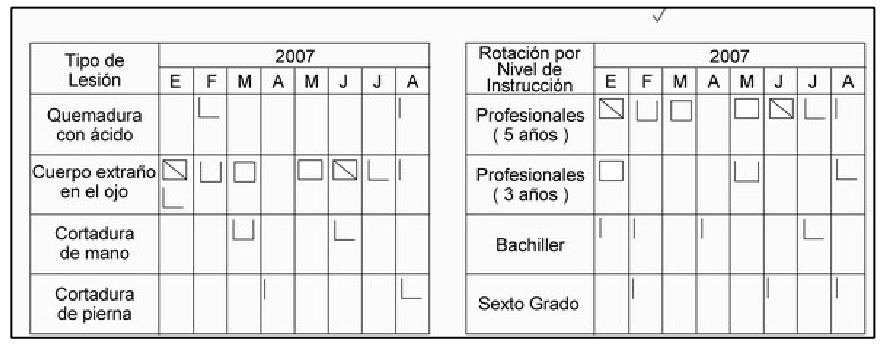 Tipo de
Lesión
2007
E F M A M J J A
Quemadura
con ácido
Cuerpo extraño
en el ojo
Cortadura
de mano
Cortadura
de pierna
Rotación por
Nivel de
Instrucción
2007
E F M A M J J A
Profesionales
( 5 años )
Profesionales
( 3 años )
Bachiller
Sexto Grado